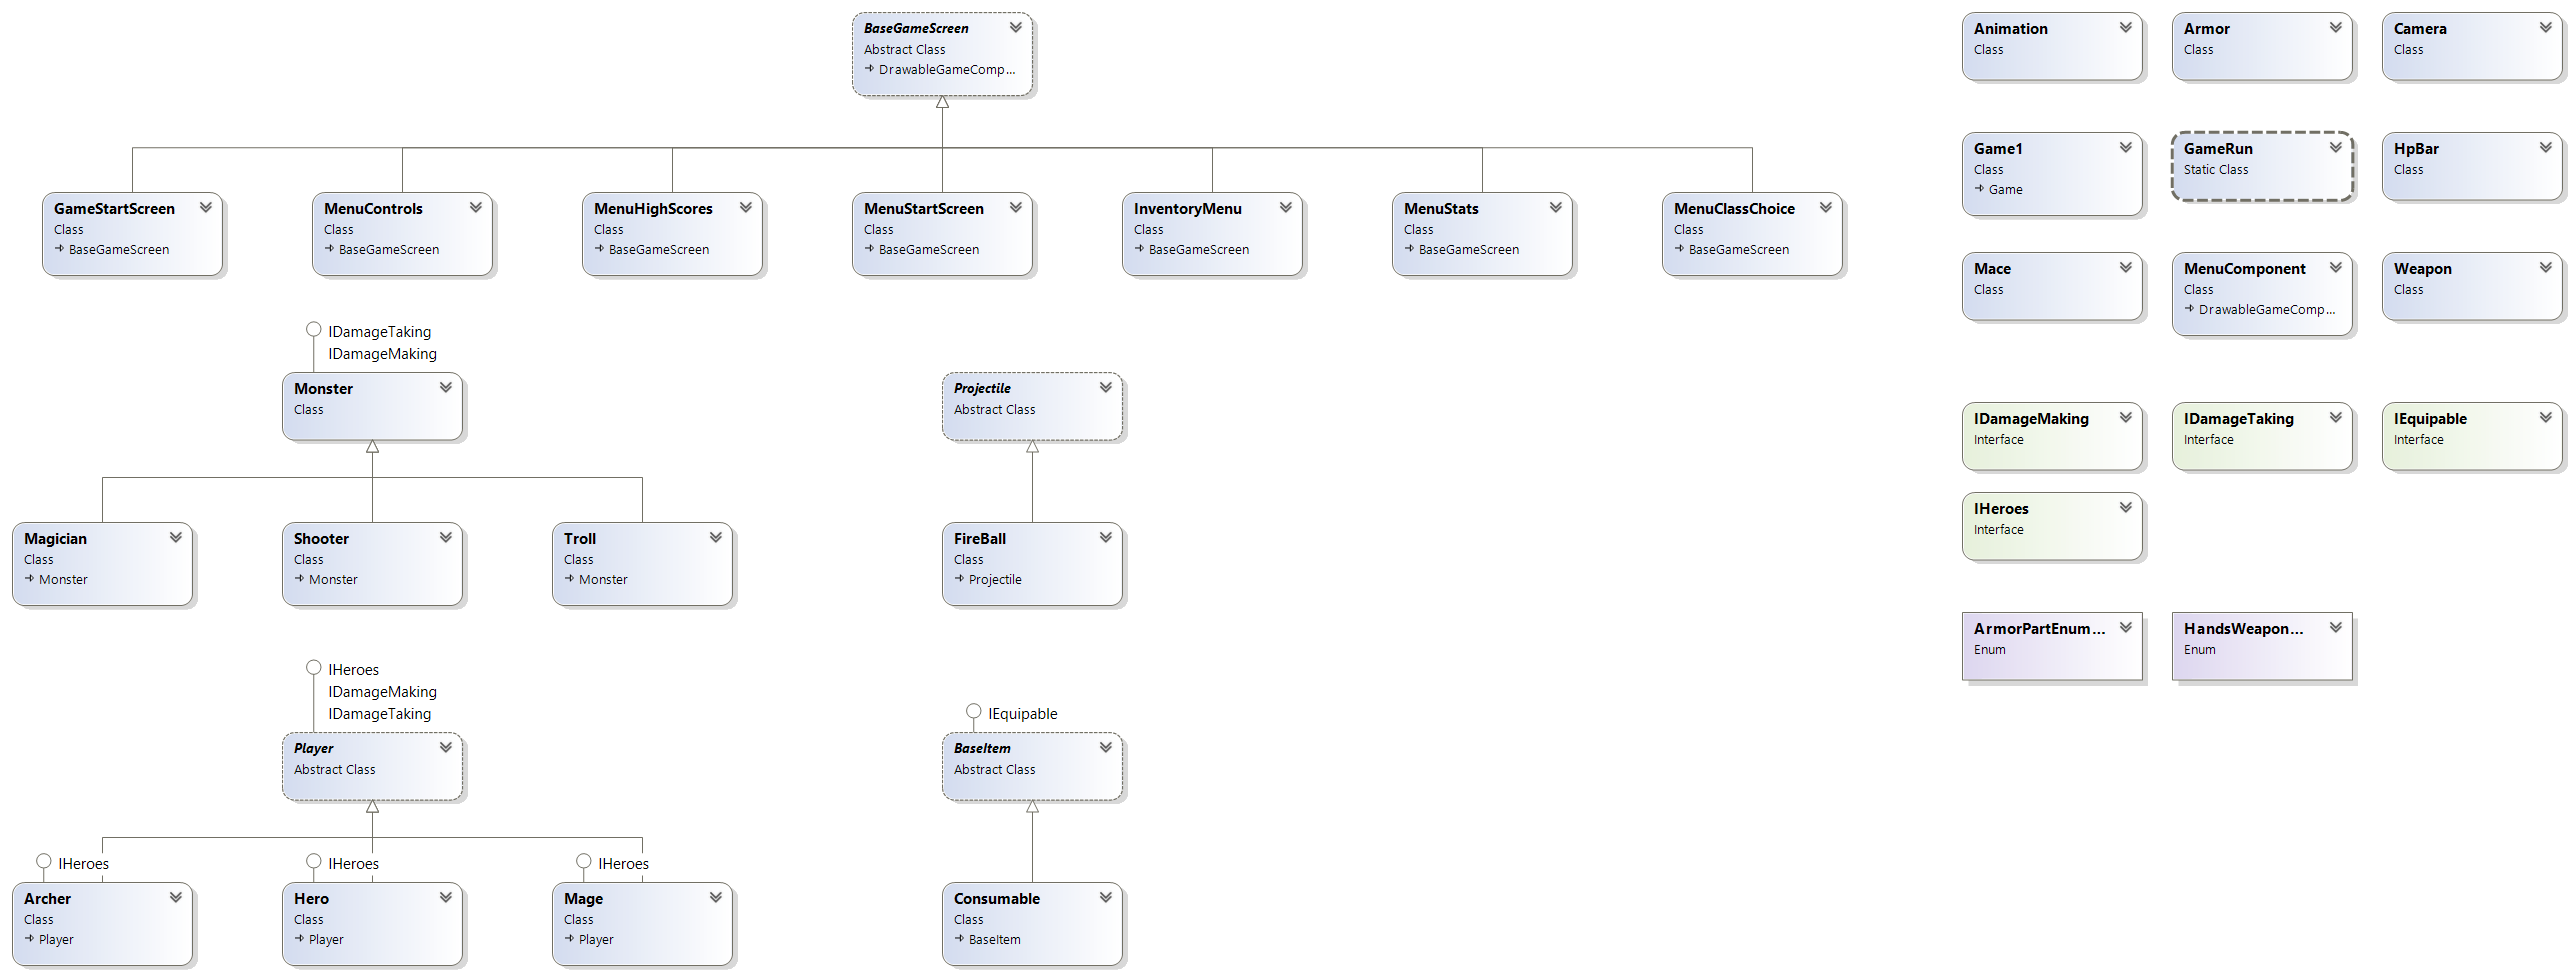 BaseGameScreen
Abstract Class
DrawableGameComp...
GameStartScreen
Class
BaseGameScreen
MenuControls
Class
BaseGameScreen
MenuHighScores
Class
BaseGameScreen
MenuStartScreen
Class
BaseGameScreen
InventoryMenu
Class
BaseGameScreen
MenuStats
Class
BaseGameScreen
MenuClassChoice
Class
BaseGameScreen
IDamageTaking
IDamageMaking
Monster
Class
Magician
Class
Monster
Shooter
Class
Monster
Troll
Class
Monster
Projectile
Abstract Class
FireBall
Class
Projectile
IHeroes
IDamageMaking
IDamageTaking
Player
Abstract Class
IHeroes
Archer
Class
Player
IHeroes
Hero
Class
Player
IHeroes
Mage
Class
Player
IEquipable
BaseItem
Abstract Class
Consumable
Class
BaseItem
Animation
Class
Armor
Class
Camera
Class
Game1
Class
Game
GameRun
Static Class
HpBar
Class
Mace
Class
MenuComponent
Class
DrawableGameComp...
Weapon
Class
IDamageMaking
Interface
IDamageTaking
Interface
IEquipable
Interface
IHeroes
Interface
ArmorPartEnum...
Enum
HandsWeapon...
Enum